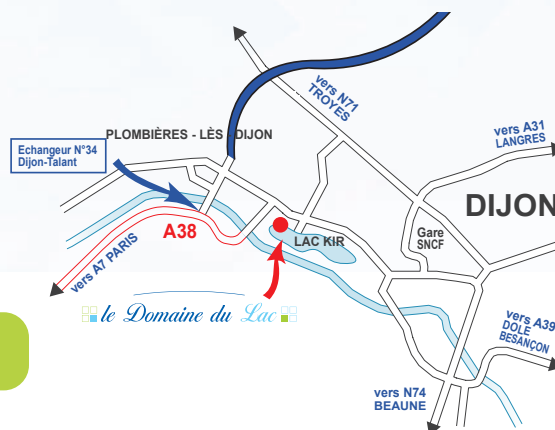 vers N71
TROYES
PLOMBIÈRES - LÈS DIJON
vers A31
LANGRES
Echangeur N°34
Dijon-Talant
DIJON
A38
LAC KIR
Gare
SNCF
vers A7 PARIS
le Domaine du Lac
vers A39
DOLE
BESANÇON
vers N74
BEAUNE